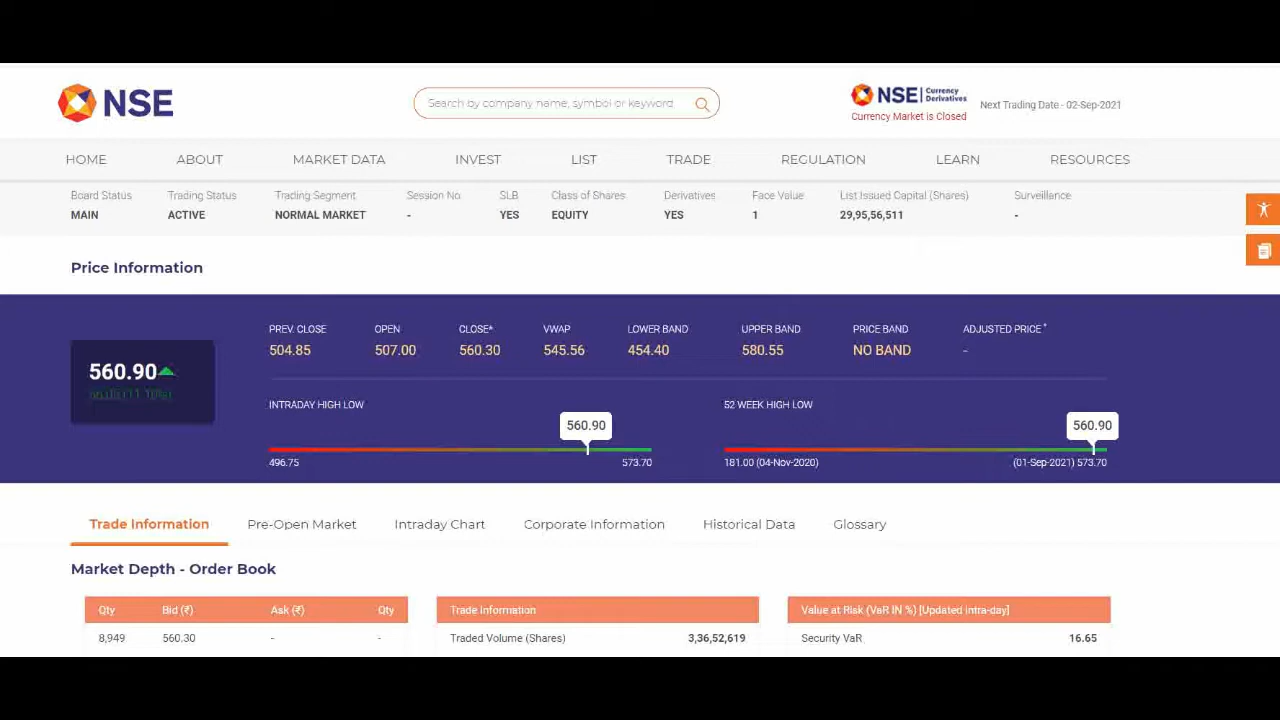 NSE
Search by company name, symbol or keyword
NSE Currency Derivatives
Currency Market is Closed
Next Trading Date - 02-Sep-2021
HOME ABOUT MARKET DATA INVEST LIST TRADE REGULATION LEARN RESOURCES
Board Status Trading Status Trading Segment Session No. SLB Class of Shares Derivatives Face Value List Issued Capital (Shares) Surveillance
MAIN ACTIVE NORMAL MARKET - YES EQUITY YES 1 29,95,56,511 -
Price Information
PREV. CLOSE OPEN CLOSE* VWAP LOWER BAND UPPER BAND PRICE BAND ADJUSTED PRICE*
504.85 507.00 560.30 545.56 454.40 580.55 NO BAND -
560.90
INTRADAY HIGH LOW 52 WEEK HIGH LOW
560.90 560.90
496.75 573.70 181.00 (04-Nov-2020) (01-Sep-2021) 573.70
Trade Information Pre-Open Market Intraday Chart Corporate Information Historical Data Glossary
Market Depth - Order Book
Qty Bid (₹) Ask (₹) Qty Trade Information Value at Risk (VaR IN %) [Updated intra-day]
8,949 560.30 - - Traded Volume (Shares) 3,36,52,619 Security VaR 16.65